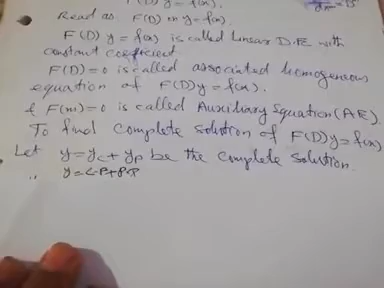 F(D) y = f(x).
Read as F(D) on y = f(x).
F(D) y = f(x) is called Linear D.E with
constant coefficient
F(D)=0 is called associated homogeneous
equation of F(D)y = f(x).
& F(m)=0 is called Auxiliary Equation (A.E).
To find complete solution of F(D)y = f(x)
Let y = yc + yp be the complete solution.
〃 y = C.P + P.P